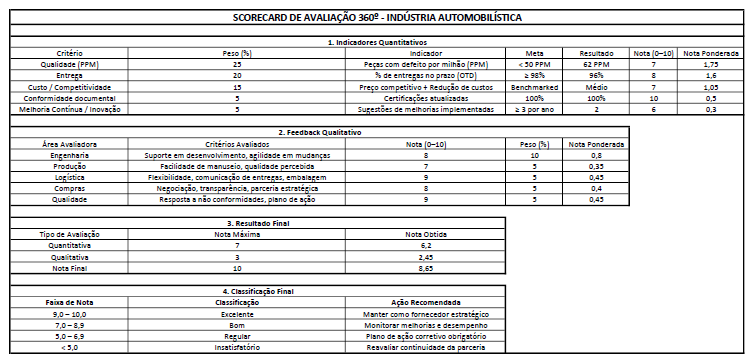 SCORECARD DE AVALIAÇÃO 360º - INDÚSTRIA AUTOMOBILÍSTICA
1. Indicadores Quantitativos
Critério Peso (%) Indicador Meta Resultado Nota (0–10) Nota Ponderada
Qualidade (PPM) 25 Peças com defeito por milhão (PPM) < 50 PPM 62 PPM 7 1,75
Entrega 20 % de entregas no prazo (OTD) ≥ 98% 96% 8 1,6
Custo / Competitividade 15 Preço competitivo + Redução de custos Benchmarked Médio 7 1,05
Conformidade documental 5 Certificações atualizadas 100% 100% 10 0,5
Melhoria Contínua / Inovação 5 Sugestões de melhorias implementadas ≥ 3 por ano 2 6 0,3
2. Feedback Qualitativo
Área Avaliadora Critérios Avaliados Nota (0–10) Peso (%) Nota Ponderada
Engenharia Suporte em desenvolvimento, agilidade em mudanças 8 10 0,8
Produção Facilidade de manuseio, qualidade percebida 7 5 0,35
Logística Flexibilidade, comunicação de entregas, embalagem 9 5 0,45
Compras Negociação, transparência, parceria estratégica 8 5 0,4
Qualidade Resposta a não conformidades, plano de ação 9 5 0,45
3. Resultado Final
Tipo de Avaliação Nota Máxima Nota Obtida
Quantitativa 7 6,2
Qualitativa 3 2,45
Nota Final 10 8,65
4. Classificação Final
Faixa de Nota Classificação Ação Recomendada
9,0 – 10,0 Excelente Manter como fornecedor estratégico
7,0 – 8,9 Bom Monitorar melhorias e desempenho
5,0 – 6,9 Regular Plano de ação corretivo obrigatório
< 5,0 Insatisfatório Reavaliar continuidade da parceria